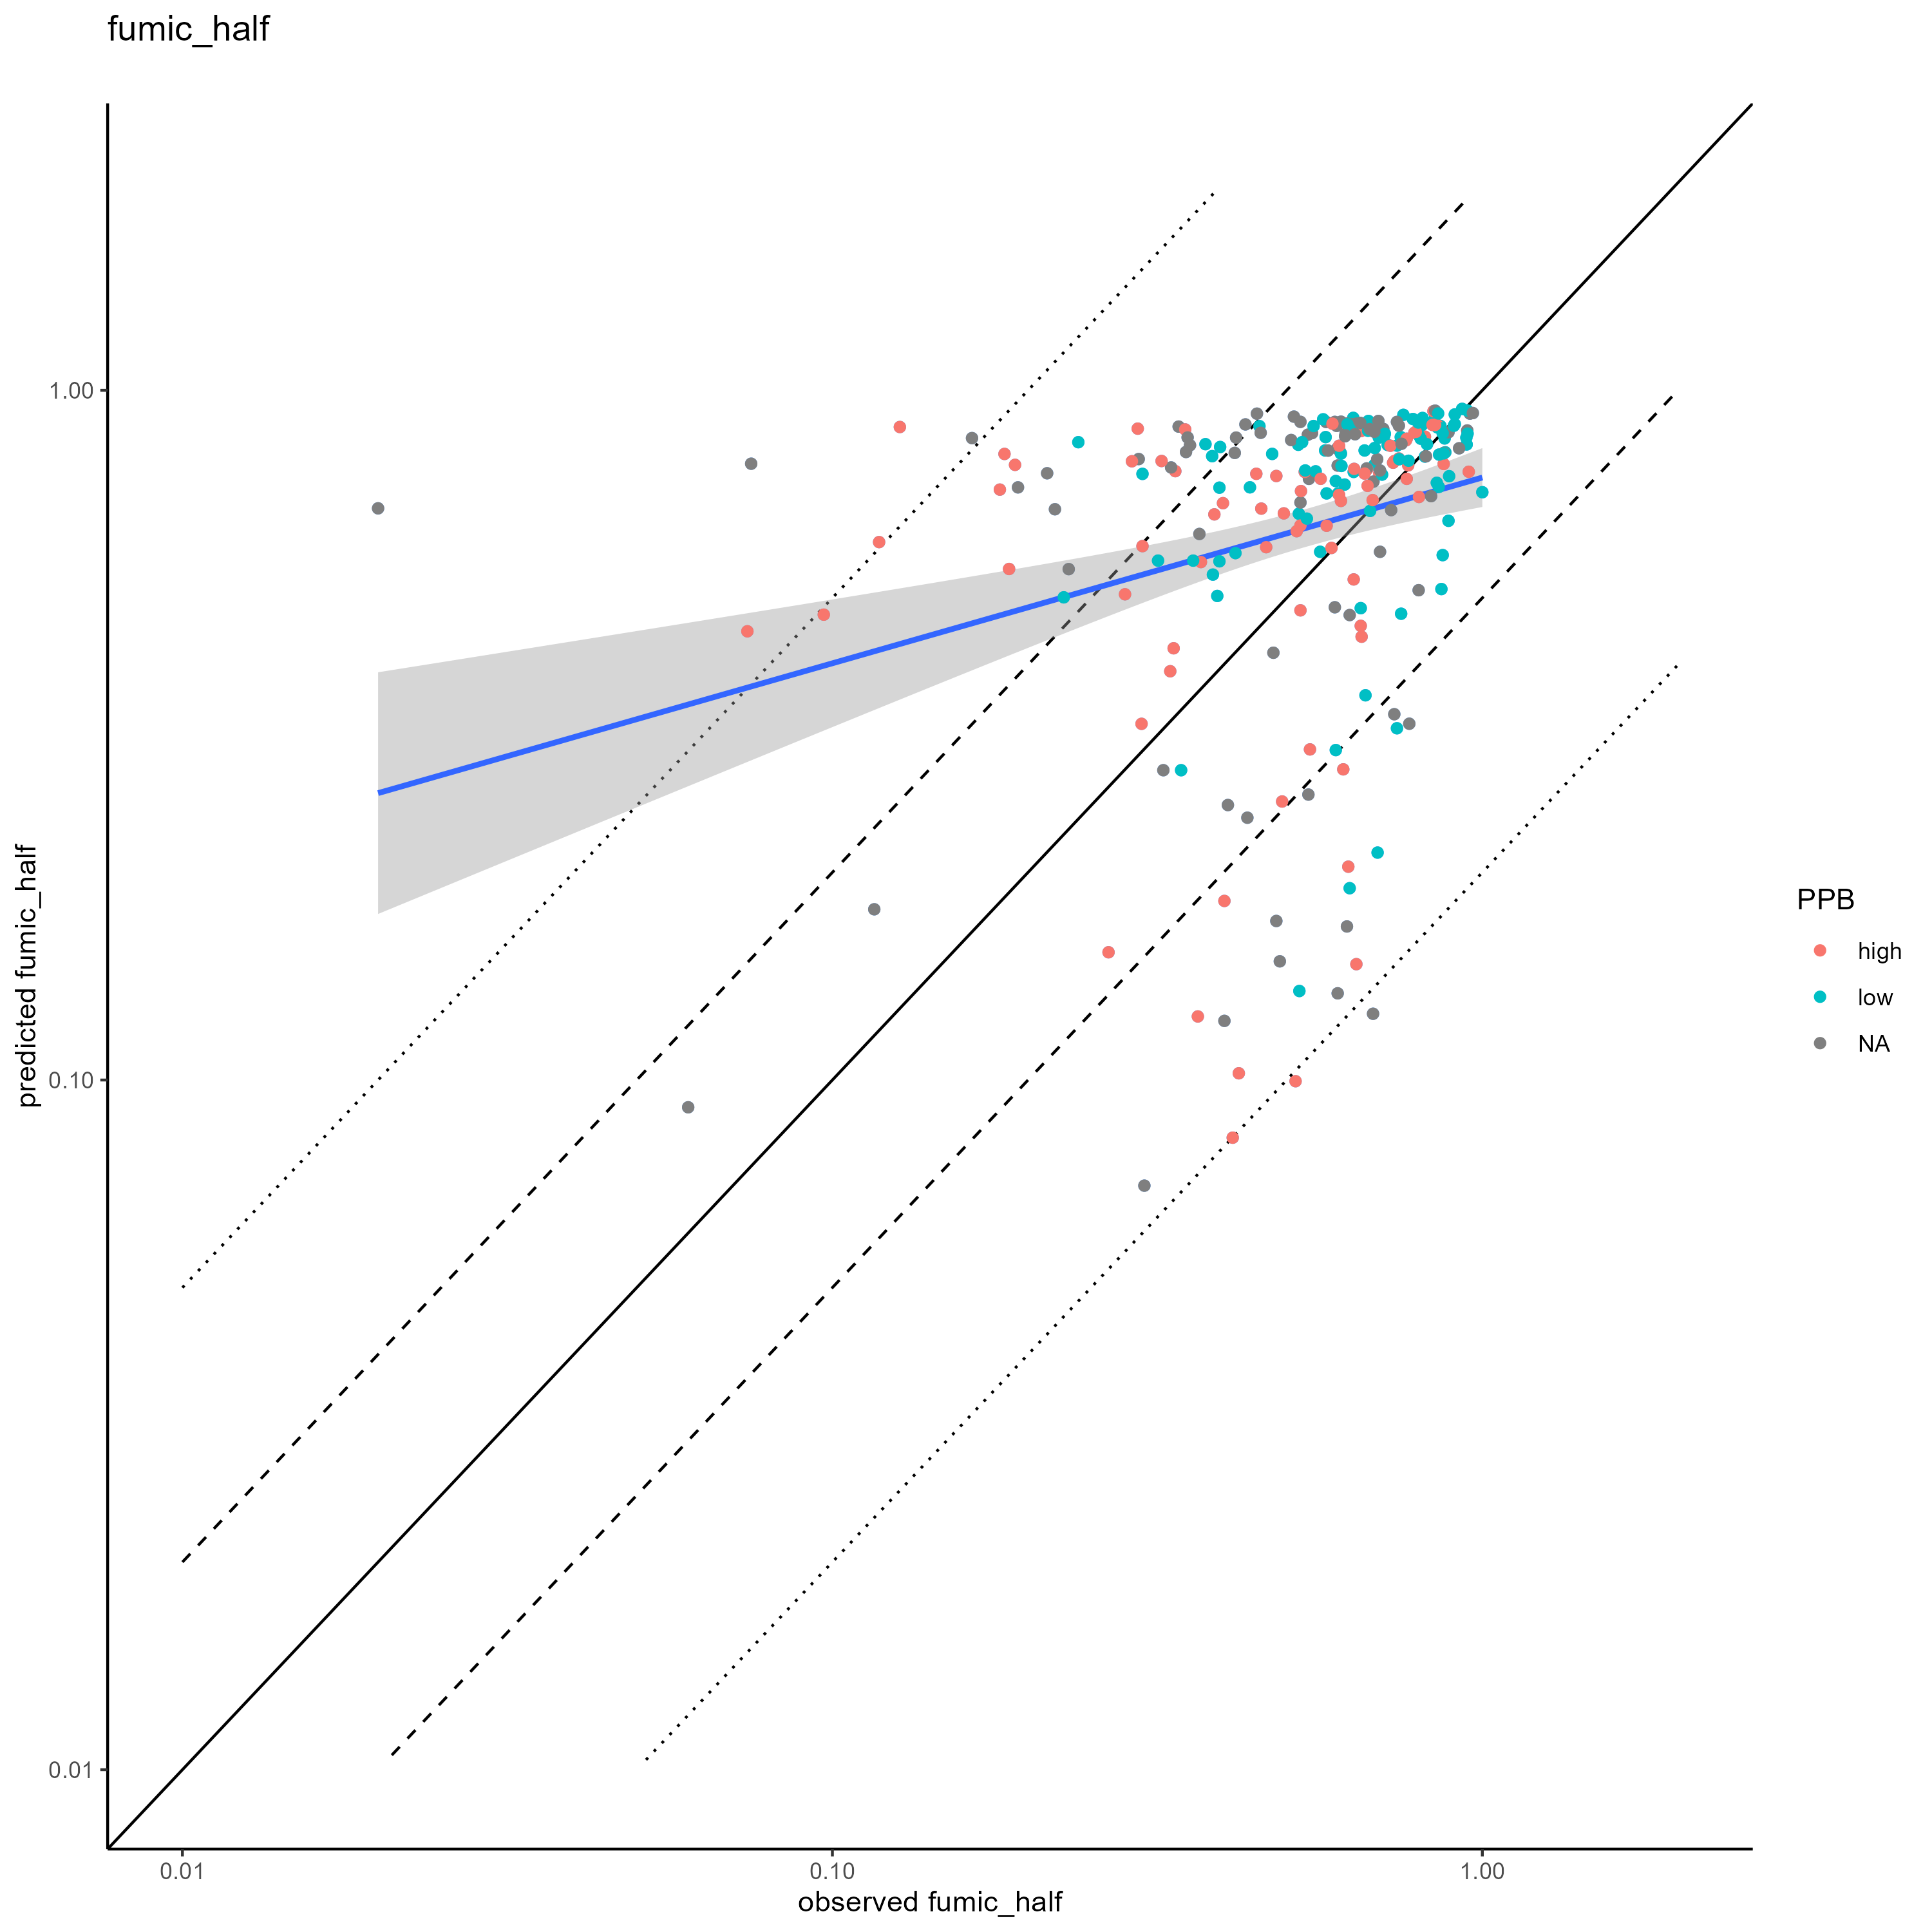 fumic_half
1.00
0.10
0.01
predicted fumic_half
0.01
0.10
1.00
observed fumic_half
PPB
high
low
NA